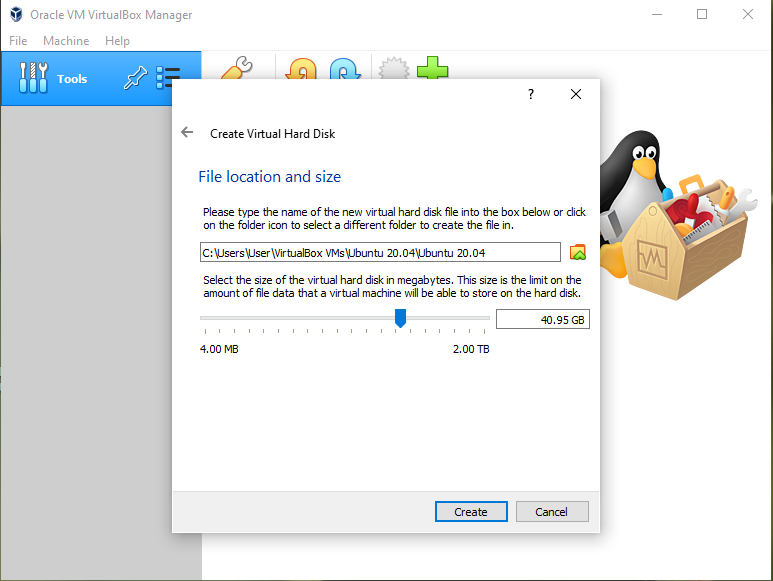 Oracle VM VirtualBox Manager
File Machine Help
Tools
?
Create Virtual Hard Disk
File location and size
Please type the name of the new virtual hard disk file into the box below or click
on the folder icon to select a different folder to create the file in.
C:\Users\User\VirtualBox VMs\Ubuntu 20.04\Ubuntu 20.04
Select the size of the virtual hard disk in megabytes. This size is the limit on the
amount of file data that a virtual machine will be able to store on the hard disk.
40.95 GB
4.00 MB 2.00 TB
Create Cancel